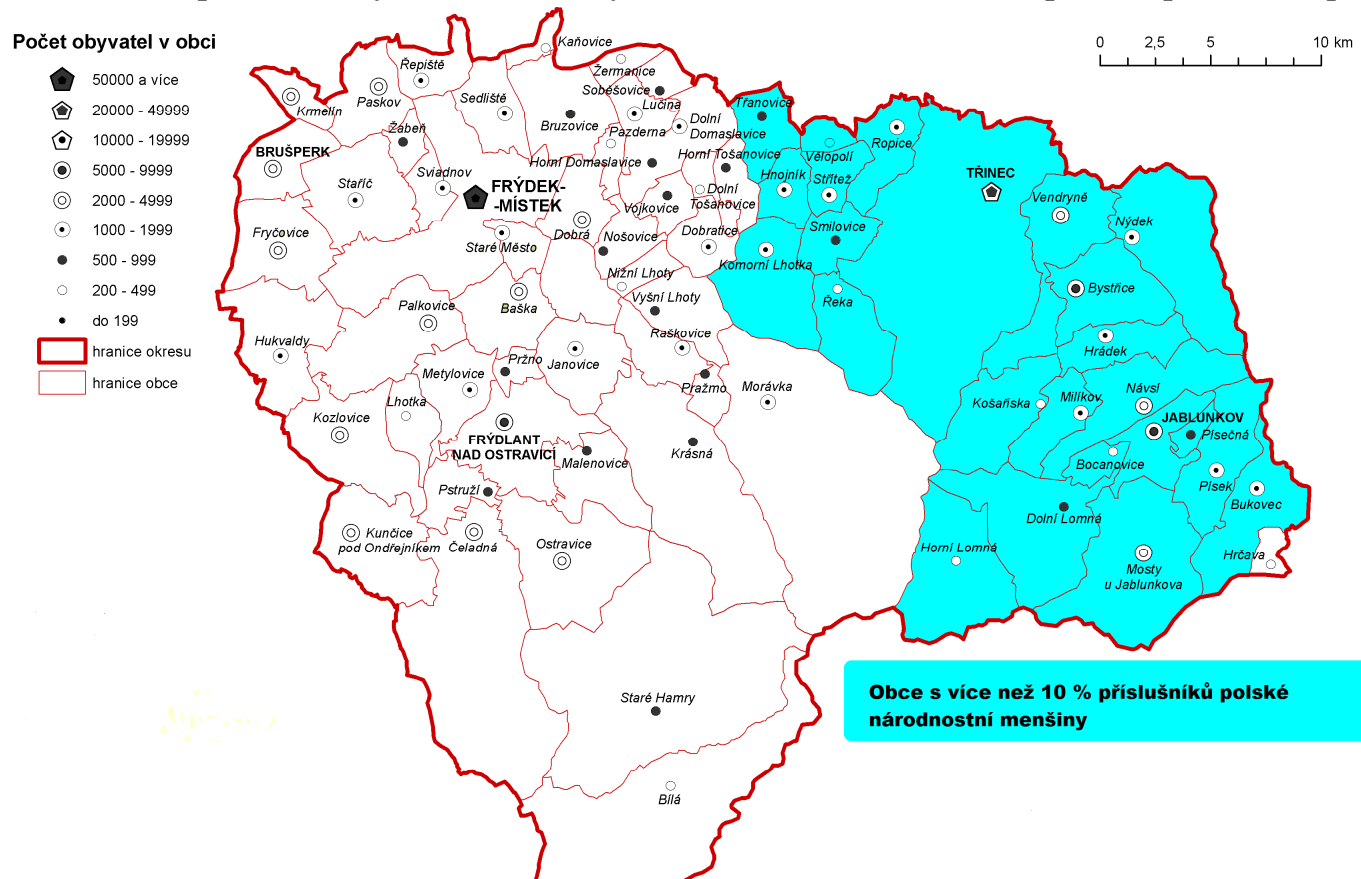 Počet obyvatel v obci
50000 a více
20000 - 49999
10000 - 19999
5000 - 9999
2000 - 4999
1000 - 1999
500 - 999
200 - 499
do 199
hranice okresu
hranice obce
0 2,5 5 10 km
Kaňovice
Řepiště
Žermanice
Soběšovice
Paskov
Krmelín
Sedliště
Lučina
Třanovice
Bruzovice
Dolní
Domaslavice
Pazderna
Žabeň
Ropice
Vělopolí
BRUŠPERK
Horní Domaslavice
Horní Tošanovice
Hnojník
Střítež
TŘINEC
Staříč
Sviadnov
FRÝDEK-
-MÍSTEK
Dolní
Tošanovice
Vojkovice
Vendryně
Nýdek
Fryčovice
Staré Město
Dobrá
Nošovice
Dobratice
Smilovice
Komorní Lhotka
Nižní Lhoty
Bystřice
Řeka
Palkovice
Baška
Vyšní Lhoty
Raškovice
Hukvaldy
Hrádek
Pržno
Janovice
Metylovice
Pražmo
Morávka
Lhotka
Košařiska
Milíkov
Návsí
Kozlovice
JABLUNKOV
Písečná
FRÝDLANT
NAD OSTRAVICÍ
Malenovice
Krásná
Bocanovice
Písek
Pstruží
Bukovec
Dolní Lomná
Kunčice
pod Ondřejníkem
Čeladná
Ostravice
Horní Lomná
Hrčava
Mosty
u Jablunkova
Staré Hamry
Obce s více než 10 % příslušníků polské
národnostní menšiny
Bílá